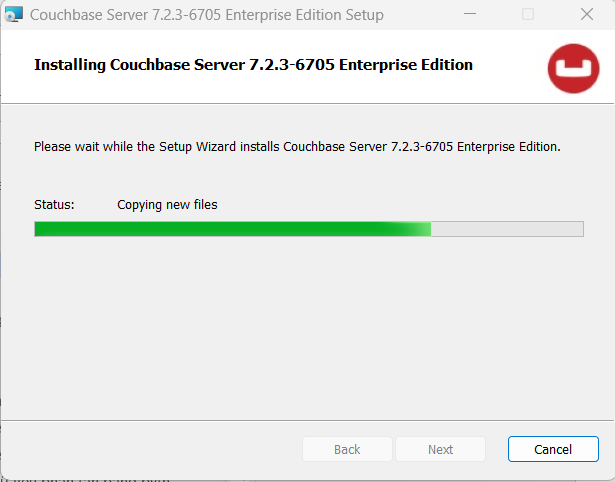 Couchbase Server 7.2.3-6705 Enterprise Edition Setup
Installing Couchbase Server 7.2.3-6705 Enterprise Edition
Please wait while the Setup Wizard installs Couchbase Server 7.2.3-6705 Enterprise Edition.
Status: Copying new files
Back Next Cancel